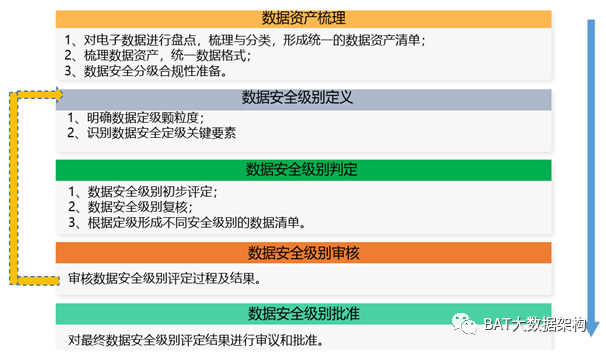 数据资产梳理
1、对电子数据进行盘点，梳理与分类，形成统一的数据资产清单；
2、梳理数据资产，统一数据格式；
3、数据安全分级合规性准备。
数据安全级别定义
1、明确数据定级颗粒度；
2、识别数据安全定级关键要素
数据安全级别判定
1、数据安全级别初步评定；
2、数据安全级别复核；
3、根据定级形成不同安全级别的数据清单。
数据安全级别审核
审核数据安全级别评定过程及结果。
数据安全级别批准
对最终数据安全级别评定结果进行审议和批准。
BAT大数据架构